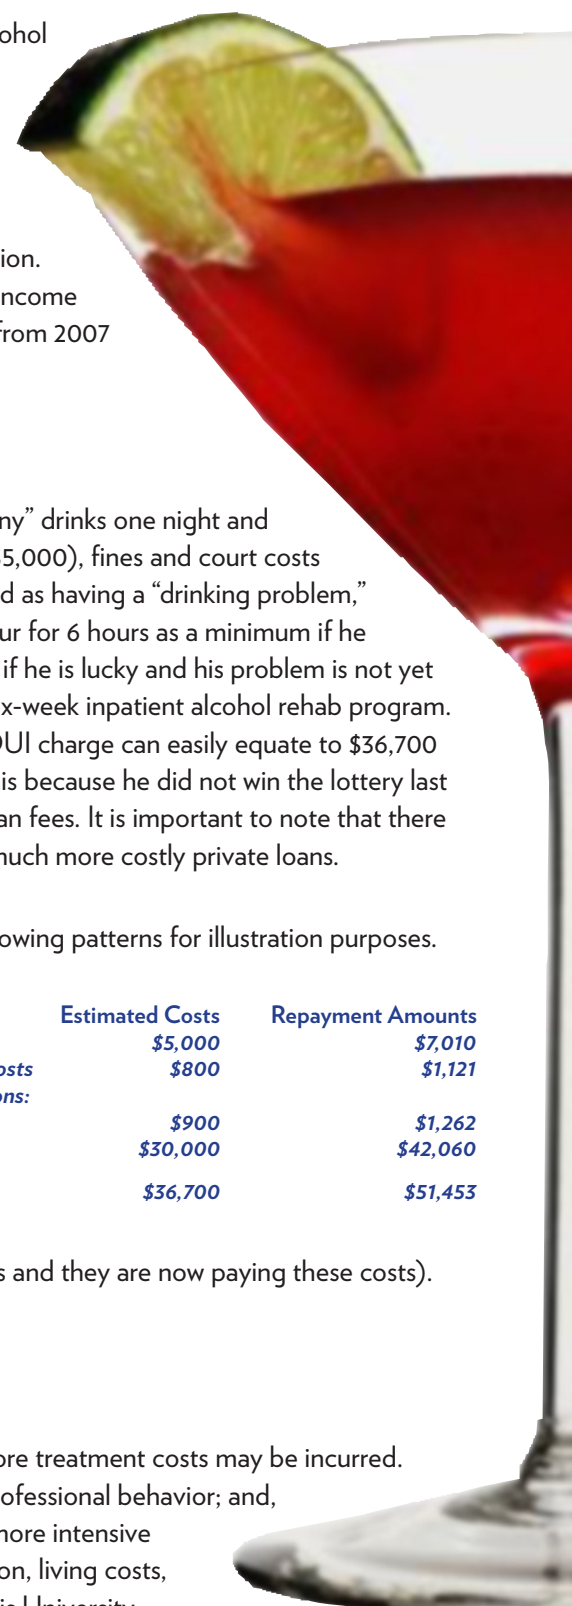 ohol
ion.
ncome
from 2007
ny” drinks one night and
5,000), fines and court costs
d as having a “drinking problem,”
ur for 6 hours as a minimum if he
if he is lucky and his problem is not yet
x-week inpatient alcohol rehab program.
UI charge can easily equate to $36,700
is because he did not win the lottery last
an fees. It is important to note that there
much more costly private loans.
owing patterns for illustration purposes.
Estimated Costs Repayment Amounts
$5,000 $7,010
osts $800 $1,121
ons:
$900 $1,262
$30,000 $42,060
$36,700 $51,453
s and they are now paying these costs).
ore treatment costs may be incurred.
ofessional behavior; and,
more intensive
on, living costs,
is University